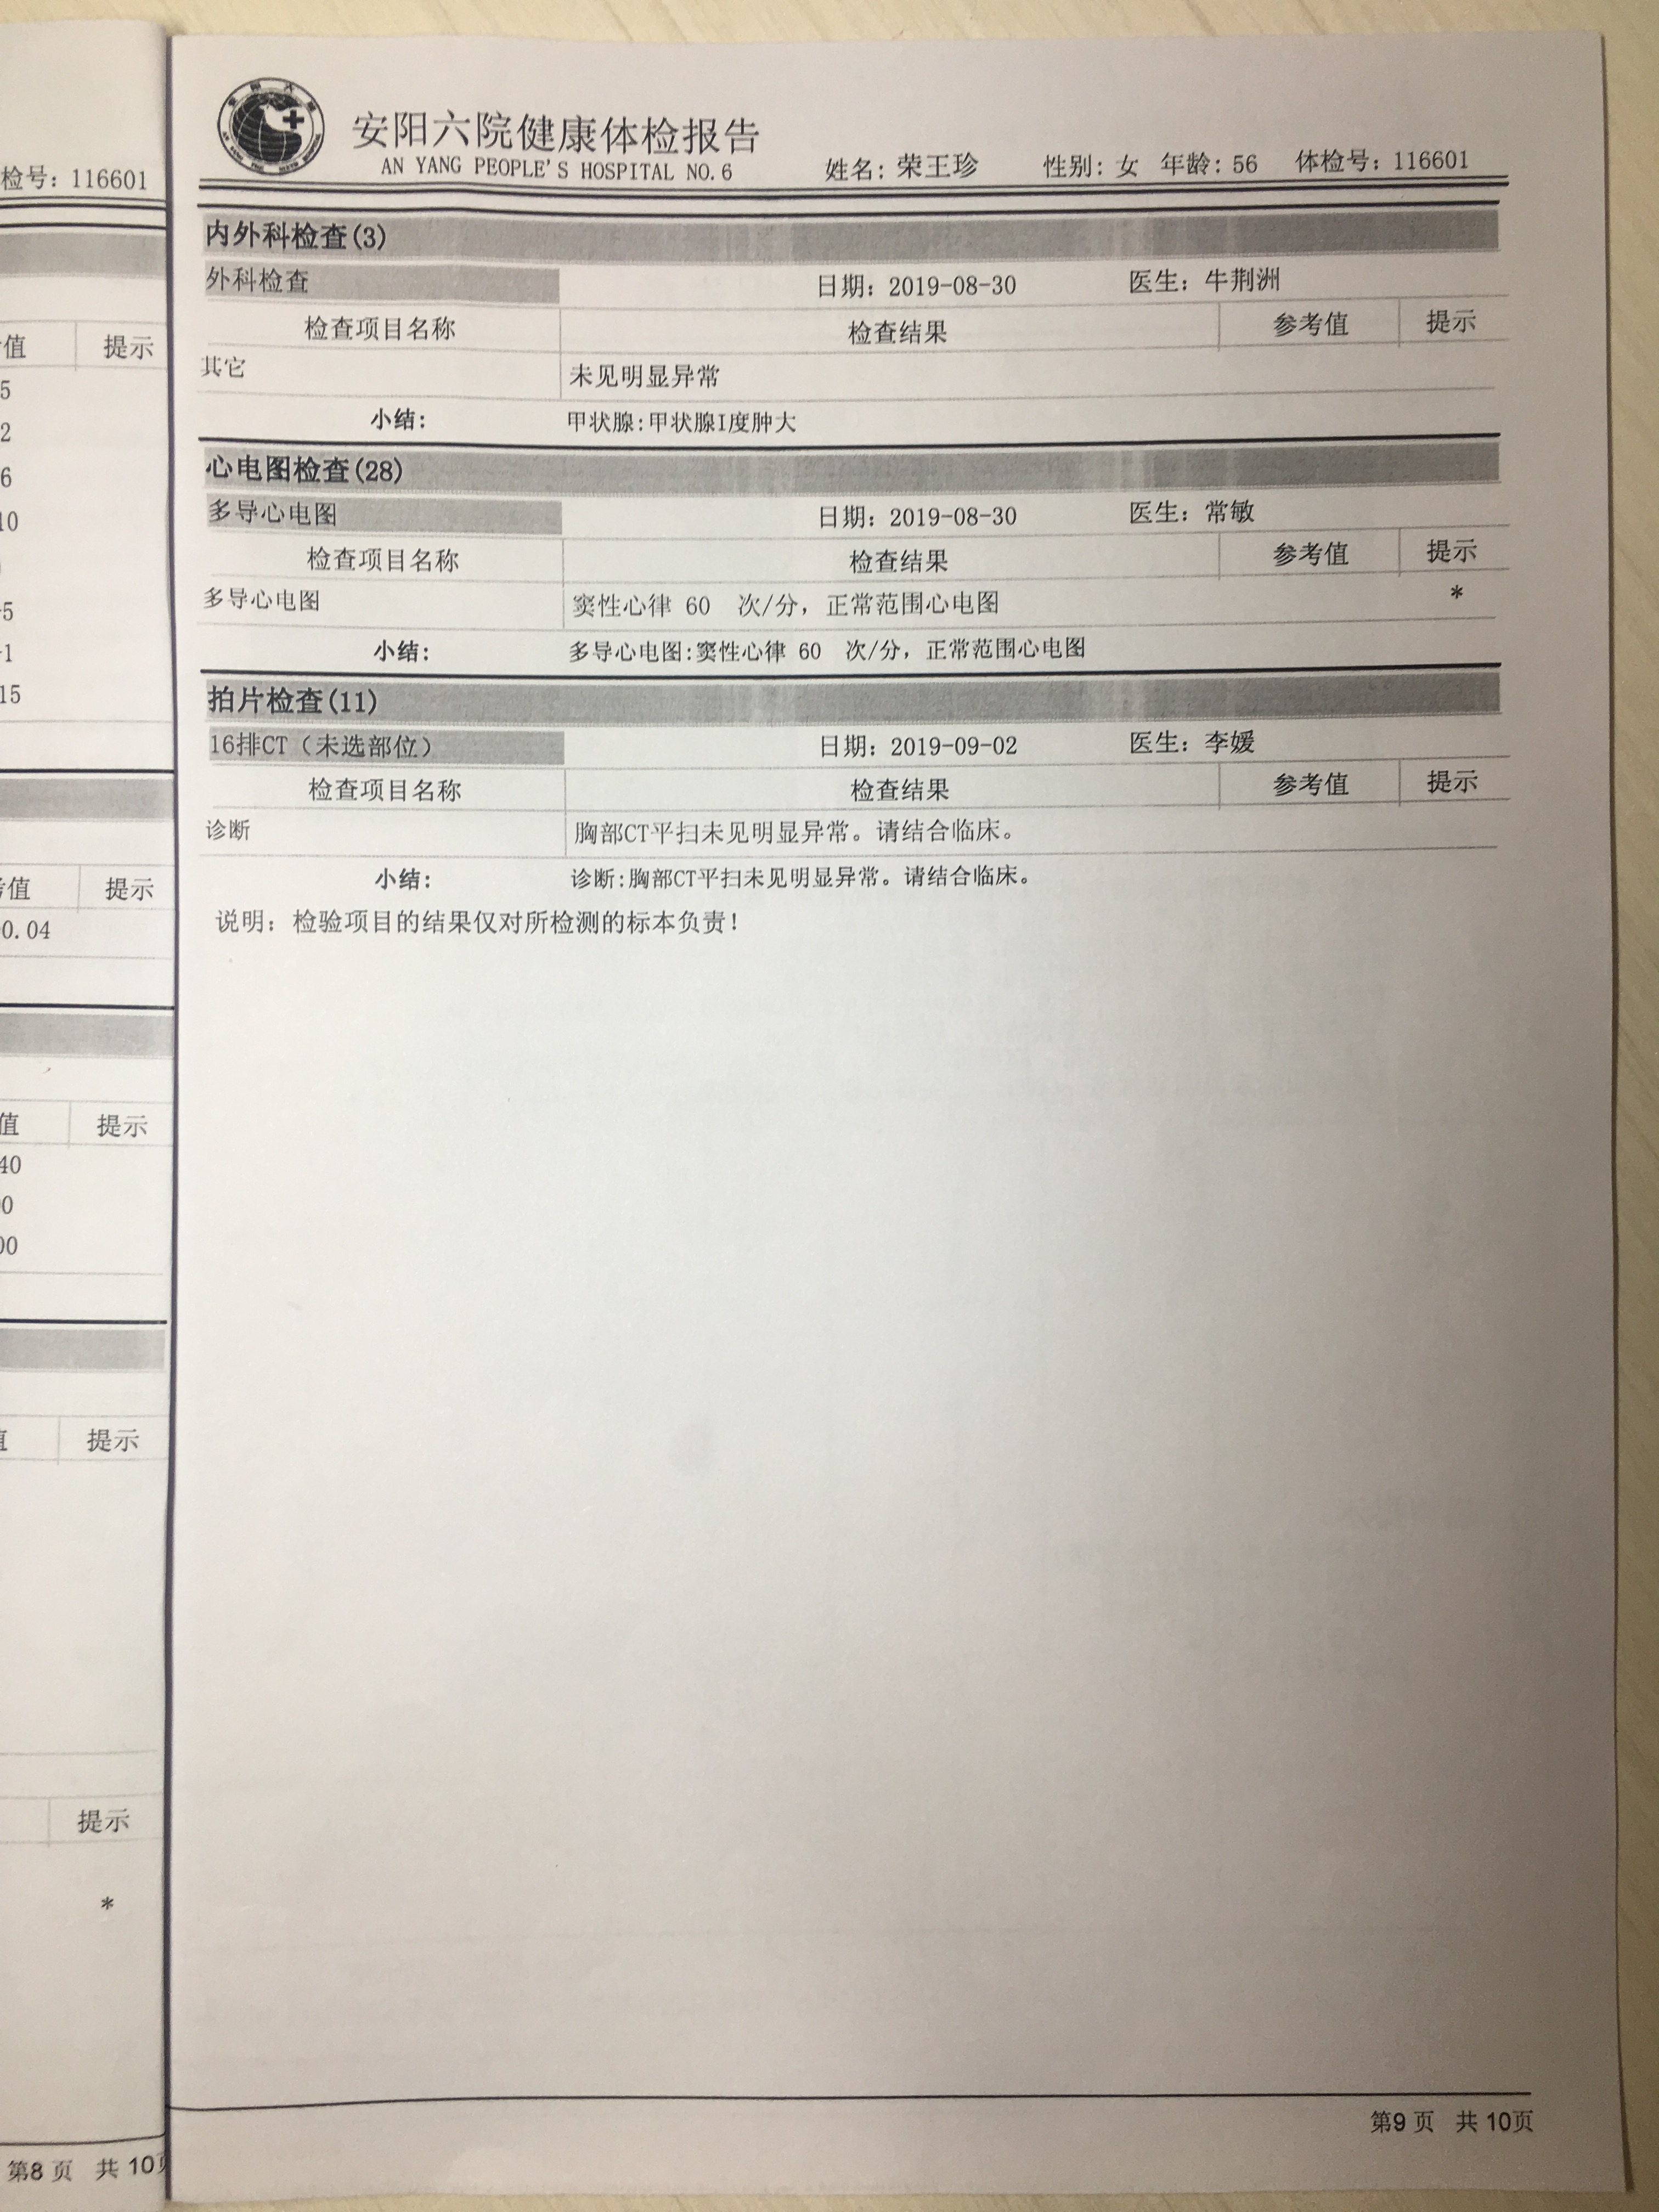 检号: 116601
值 提示
5
2
6
10
5
1
15
值 提示
0.04
值 提示
40
0
00
提示
提示
*
第8 页 共 10
安阳六院健康体检报告
AN YANG PEOPLE'S HOSPITAL NO.6
姓名: 荣王珍 性别: 女 年龄: 56 体检号: 116601
内外科检查(3)
外科检查 日期: 2019-08-30 医生: 牛荆洲
检查项目名称 检查结果 参考值 提示
其它 未见明显异常
小结: 甲状腺:甲状腺I度肿大
心电图检查(28)
多导心电图 日期: 2019-08-30 医生: 常敏
检查项目名称 检查结果 参考值 提示
多导心电图 窦性心律 60 次/分, 正常范围心电图 *
小结: 多导心电图:窦性心律 60 次/分, 正常范围心电图
拍片检查(11)
16排CT（未选部位） 日期: 2019-09-02 医生: 李媛
检查项目名称 检查结果 参考值 提示
诊断 胸部CT平扫未见明显异常。请结合临床。
小结: 诊断:胸部CT平扫未见明显异常。请结合临床。
说明: 检验项目的结果仅对所检测的标本负责!
第9 页 共 10页